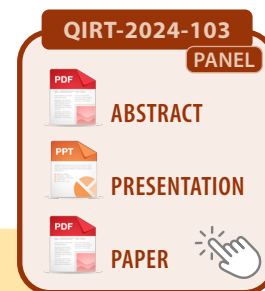 QIRT-2024-103
PANEL
PDF
ABSTRACT
PPT
PRESENTATION
PDF
PAPER